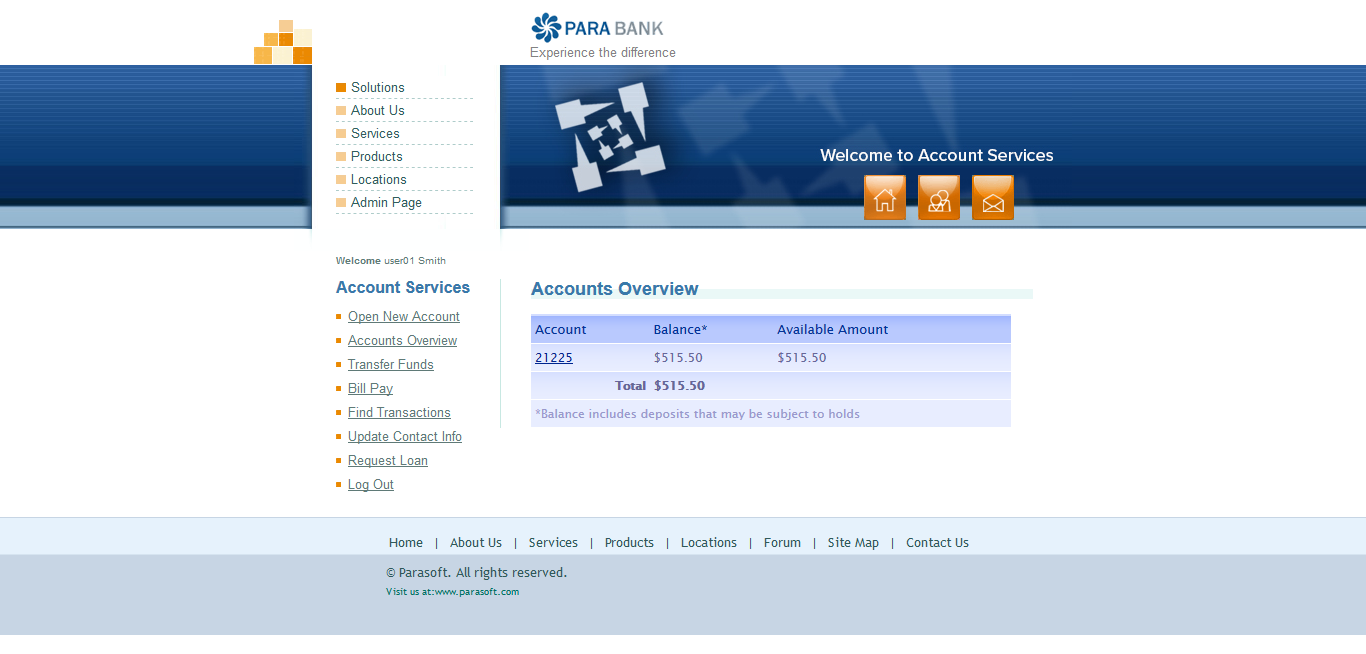 PARA BANK
Experience the difference
Solutions
About Us
Services
Products
Locations
Admin Page
Welcome to Account Services
Welcome user01 Smith
Account Services
Open New Account
Accounts Overview
Transfer Funds
Bill Pay
Find Transactions
Update Contact Info
Request Loan
Log Out
Accounts Overview
Account Balance* Available Amount
21225 $515.50 $515.50
Total $515.50
*Balance includes deposits that may be subject to holds
Home | About Us | Services | Products | Locations | Forum | Site Map | Contact Us
© Parasoft. All rights reserved.
Visit us at:www.parasoft.com